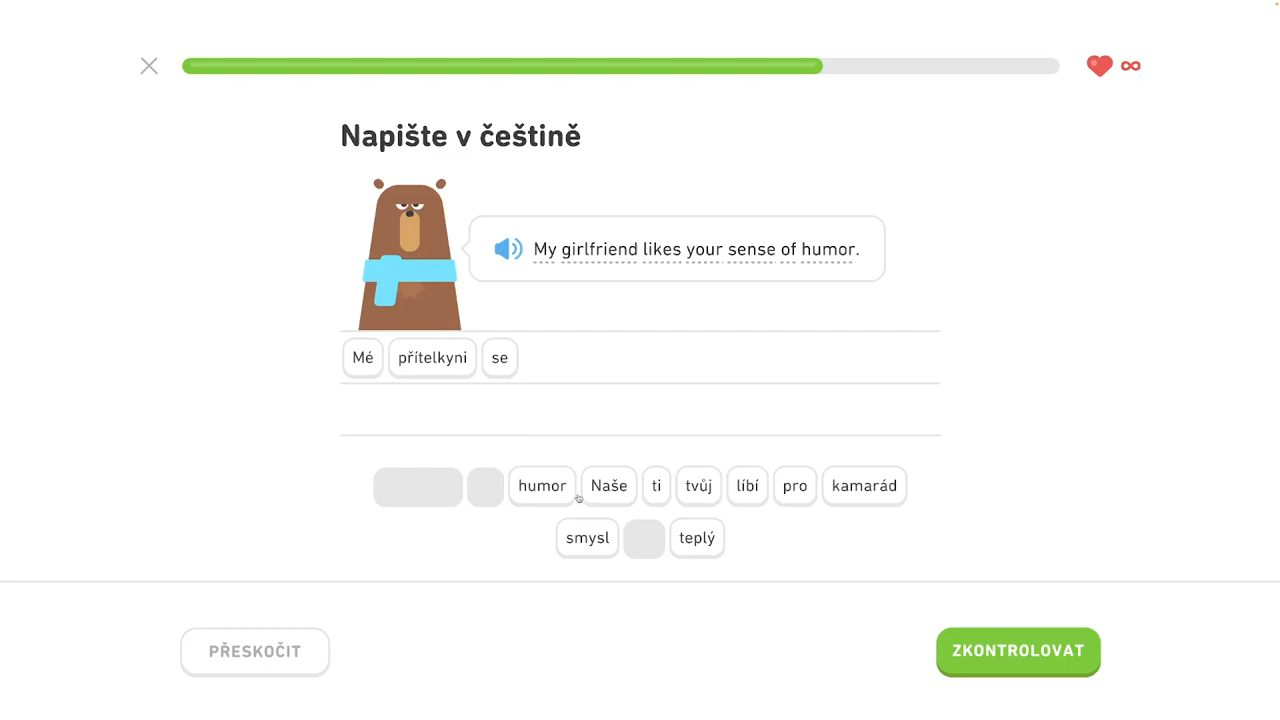 Napište v češtině
My girlfriend likes your sense of humor.
Mé přítelkyni se
humor Naše ti tvůj líbí pro kamarád
smysl teplý
PŘESKOČIT ZKONTROLOVAT